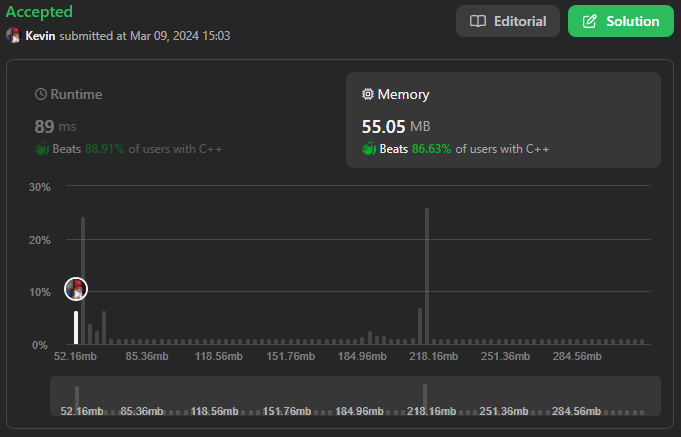 Accepted
Kevin submitted at Mar 09, 2024 15:03
Editorial
Solution
Runtime
89 ms
Beats 88.91% of users with C++
Memory
55.05 MB
Beats 86.63% of users with C++
30%
20%
10%
0%
52.16mb 85.36mb 118.56mb 151.76mb 184.96mb 218.16mb 251.36mb 284.56mb
52.16mb 85.36mb 118.56mb 151.76mb 184.96mb 218.16mb 251.36mb 284.56mb